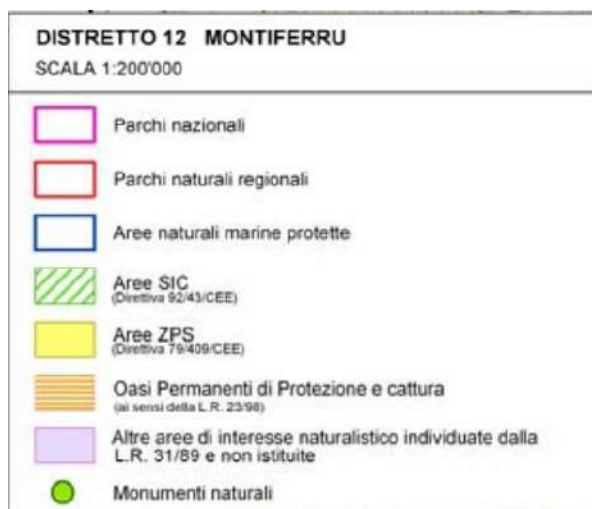 DISTRETTO 12 MONTIFERRU
SCALA 1:200'000
Parchi nazionali
Parchi naturali regionali
Aree naturali marine protette
Aree SIC
(Direttiva 92/43/CEE)
Aree ZPS
(Direttiva 79/409/CEE)
Oasi Permanenti di Protezione e cattura
(ai sensi della L.R. 23/98)
Altre aree di interesse naturalistico individuate dalla
L.R. 31/89 e non istituite
Monumenti naturali